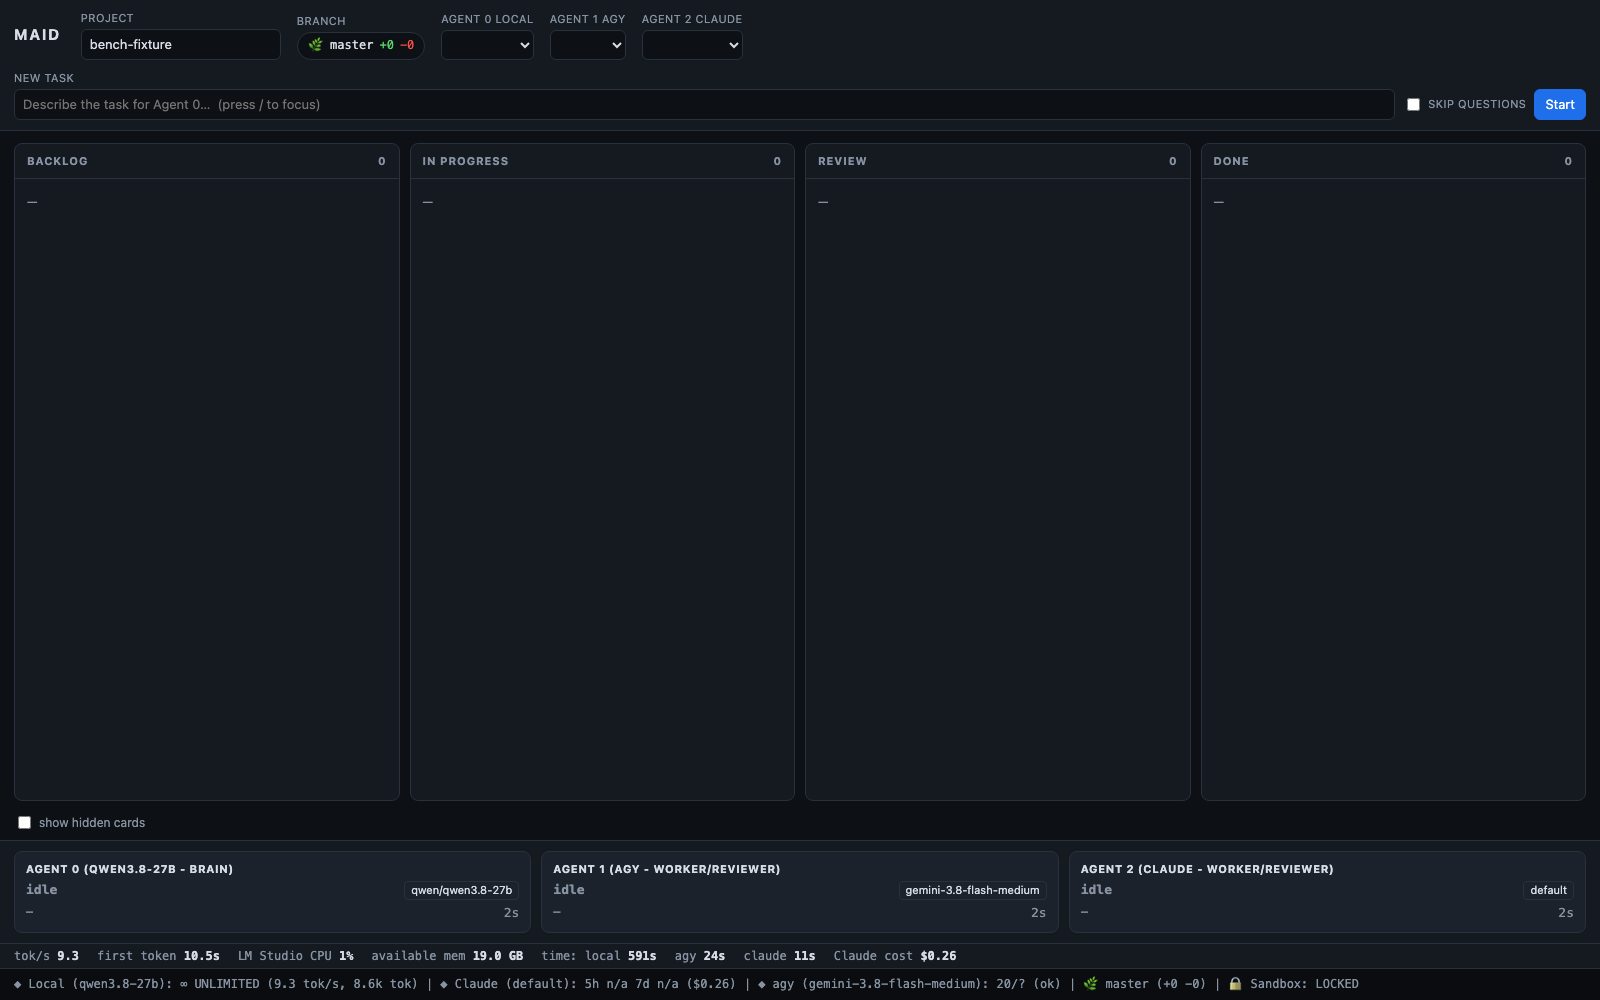 MAID
PROJECT
bench-fixture
BRANCH
master +0 −0
AGENT 0 LOCAL
AGENT 1 AGY
AGENT 2 CLAUDE
NEW TASK
Describe the task for Agent 0... (press / to focus)
SKIP QUESTIONS
Start
BACKLOG 0
—
IN PROGRESS 0
—
REVIEW 0
—
DONE 0
—
show hidden cards
AGENT 0 (QWEN3.8-27B - BRAIN)
idle qwen/qwen3.8-27b
— 2s
AGENT 1 (AGY - WORKER/REVIEWER)
idle gemini-3.8-flash-medium
— 2s
AGENT 2 (CLAUDE - WORKER/REVIEWER)
idle default
— 2s
tok/s 9.3 first token 10.5s LM Studio CPU 1% available mem 19.0 GB time: local 591s agy 24s claude 11s Claude cost $0.26
◆ Local (qwen3.8-27b): ∞ UNLIMITED (9.3 tok/s, 8.6k tok) | ◆ Claude (default): 5h n/a 7d n/a ($0.26) | ◆ agy (gemini-3.8-flash-medium): 20/? (ok) | 🌿 master (+0 −0) | 🔒 Sandbox: LOCKED